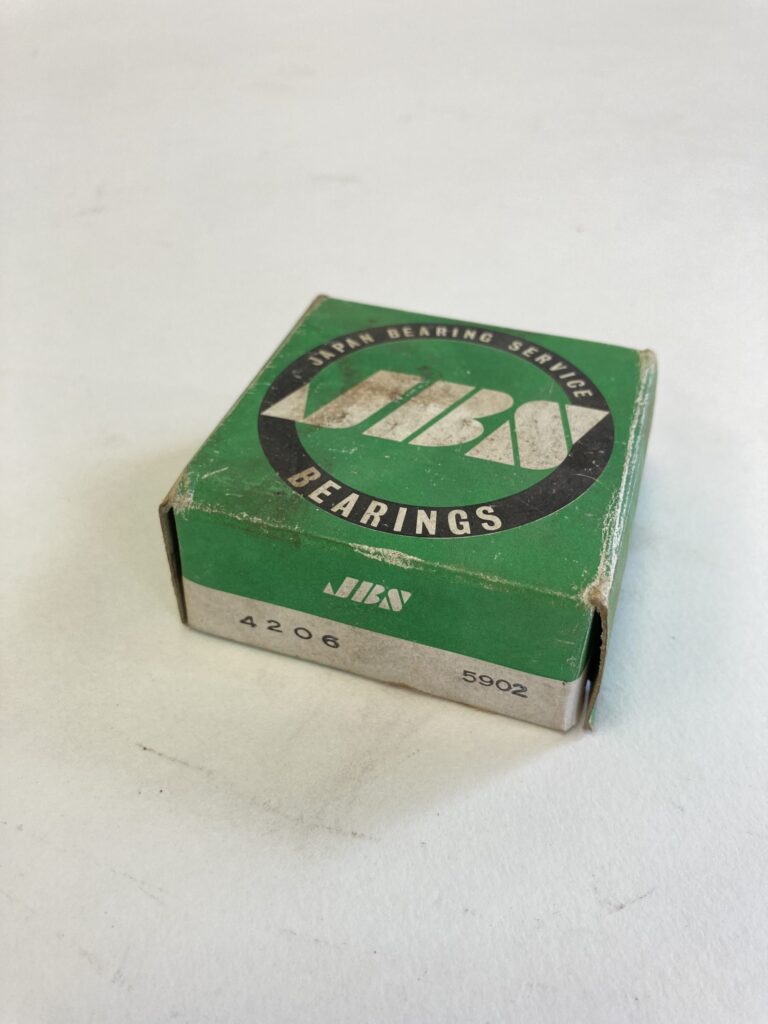 JAPAN BEARING SERVICE
JBS
BEARINGS
JBS
4206
5902